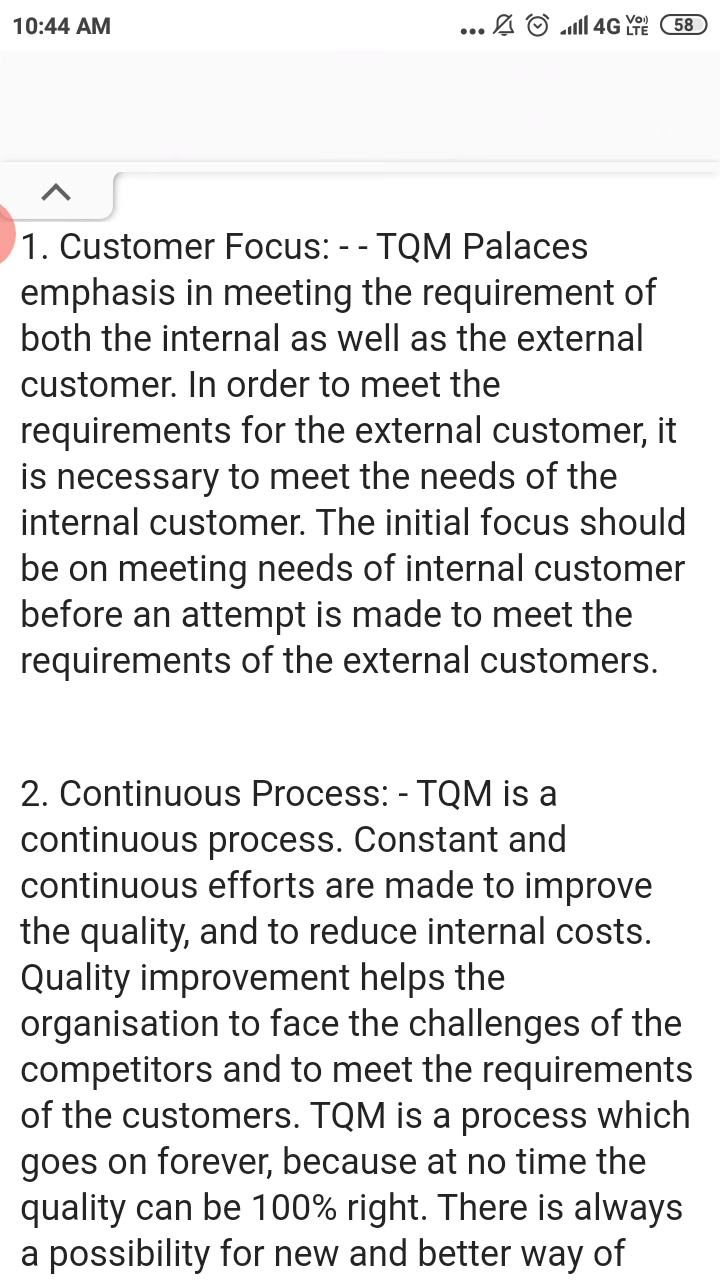 10:44 AM
... 4G Vo)) LTE 58
1. Customer Focus: - - TQM Palaces
emphasis in meeting the requirement of
both the internal as well as the external
customer. In order to meet the
requirements for the external customer, it
is necessary to meet the needs of the
internal customer. The initial focus should
be on meeting needs of internal customer
before an attempt is made to meet the
requirements of the external customers.
2. Continuous Process: - TQM is a
continuous process. Constant and
continuous efforts are made to improve
the quality, and to reduce internal costs.
Quality improvement helps the
organisation to face the challenges of the
competitors and to meet the requirements
of the customers. TQM is a process which
goes on forever, because at no time the
quality can be 100% right. There is always
a possibility for new and better way of